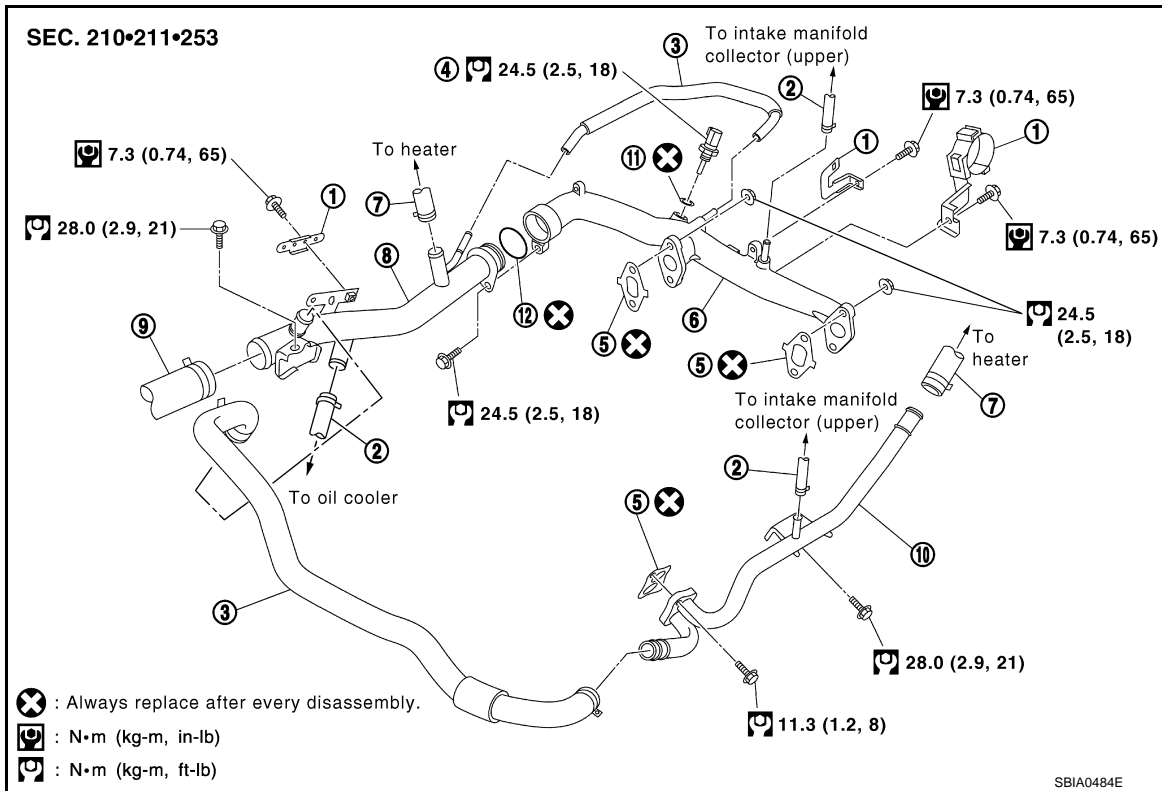 SEC. 210•211•253
To intake manifold
collector (upper)
③
④ 24.5 (2.5, 18)
②
7.3 (0.74, 65)
①
①
7.3 (0.74, 65)
To heater
⑪
①
⑦
28.0 (2.9, 21)
⑧
7.3 (0.74, 65)
⑫
⑥
⑨
⑤
24.5
(2.5, 18)
⑤
To
heater
24.5 (2.5, 18)
To intake manifold
collector (upper)
⑦
②
②
To oil cooler
⑤
⑩
③
28.0 (2.9, 21)
: Always replace after every disassembly.
11.3 (1.2, 8)
: N•m (kg-m, in-lb)
: N•m (kg-m, ft-lb)
SBIA0484E